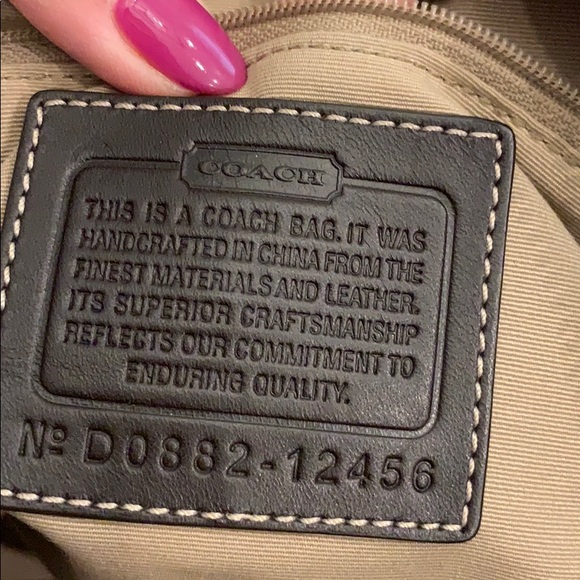 COACH
THIS IS A COACH BAG. IT WAS
HANDCRAFTED IN CHINA FROM THE
FINEST MATERIALS AND LEATHER.
ITS SUPERIOR CRAFTSMANSHIP
REFLECTS OUR COMMITMENT TO
ENDURING QUALITY.
Nº D0882-12456